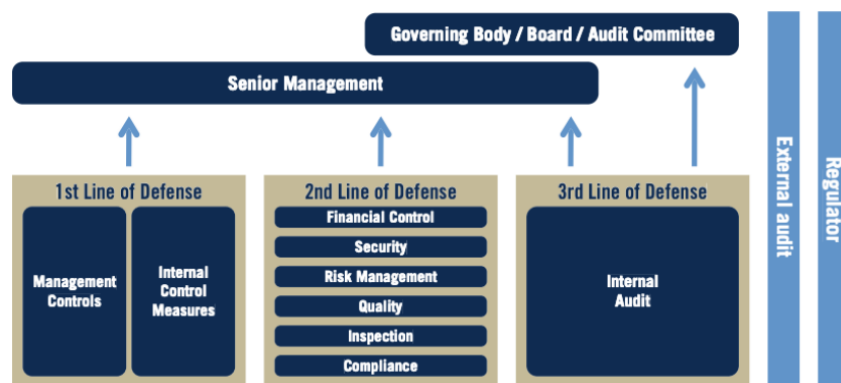 Governing Body / Board / Audit Committee
Senior Management
1st Line of Defense
Management
Controls
Internal
Control
Measures
2nd Line of Defense
Financial Control
Security
Risk Management
Quality
Inspection
Compliance
3rd Line of Defense
Internal
Audit
External audit
Regulator